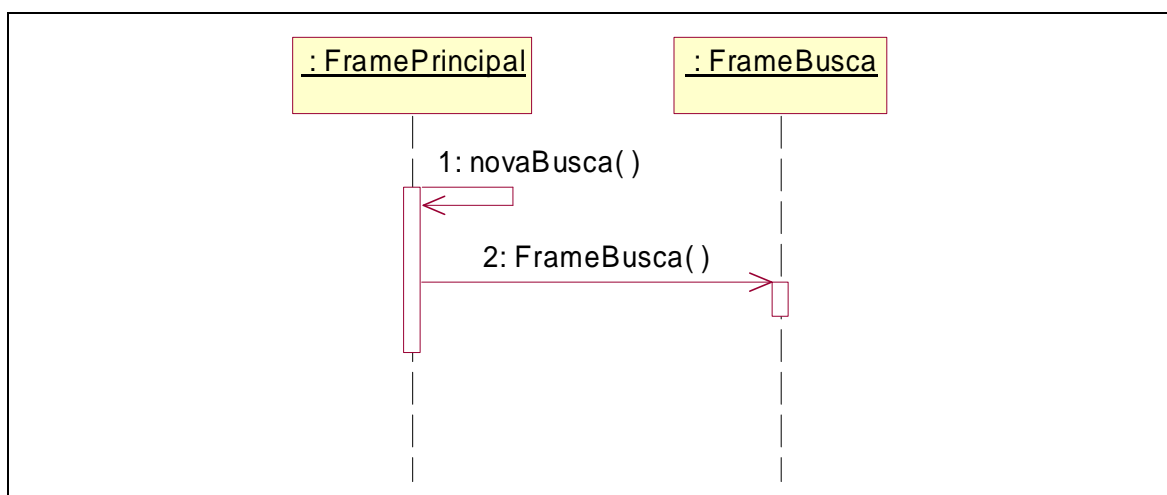 : FramePrincipal
: FrameBusca
1: novaBusca( )
2: FrameBusca( )